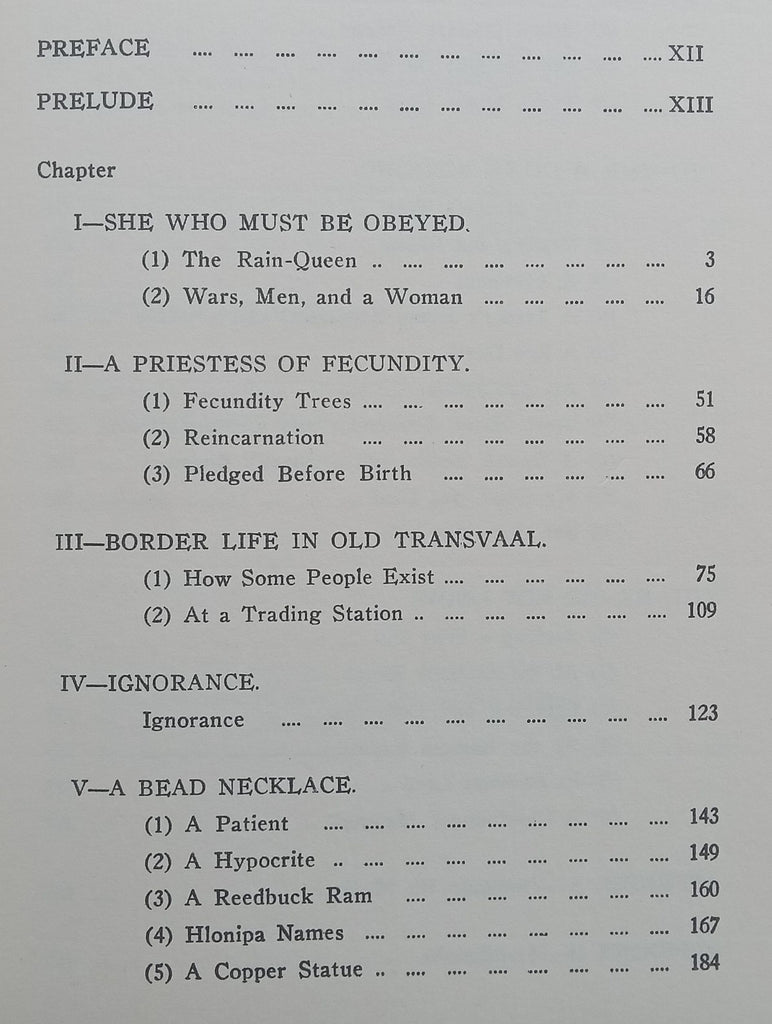 PREFACE .... .... .... .... .... .... .... .... .... .... .... .... XII
PRELUDE .... .... .... .... .... .... .... .... .... .... .... .... XIII
Chapter
I—SHE WHO MUST BE OBEYED.
(1) The Rain-Queen .. .... .... .... .... .... .... .... 3
(2) Wars, Men, and a Woman .... .... .... .... .... 16
II—A PRIESTESS OF FECUNDITY.
(1) Fecundity Trees .... .... .... .... .... .... .... .... 51
(2) Reincarnation .... .... .... .... .... .... .... .... 58
(3) Pledged Before Birth .... .... .... .... .... .... 66
III—BORDER LIFE IN OLD TRANSVAAL.
(1) How Some People Exist .... .... .... .... .... .... 75
(2) At a Trading Station .. .... .... .... .... .... .... 109
IV—IGNORANCE.
Ignorance .... .... .... .... .... .... .... .... .... .... 123
V—A BEAD NECKLACE.
(1) A Patient .... .... .... .... .... .... .... .... .... 143
(2) A Hypocrite .. .... .... .... .... .... .... .... .... 149
(3) A Reedbuck Ram .... .... .... .... .... .... .... 160
(4) Hlonipa Names .... .... .... .... .... .... .... .... 167
(5) A Copper Statue .. .... .... .... .... .... .... .... 184